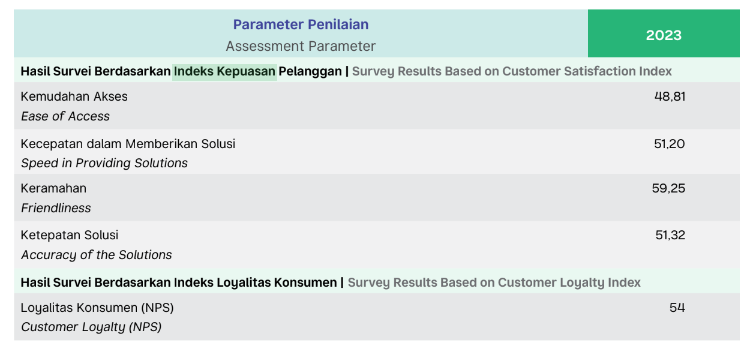 Parameter Penilaian
Assessment Parameter
2023
Hasil Survei Berdasarkan Indeks Kepuasan Pelanggan | Survey Results Based on Customer Satisfaction Index
Kemudahan Akses
Ease of Access
48,81
Kecepatan dalam Memberikan Solusi
Speed in Providing Solutions
51,20
Keramahan
Friendliness
59,25
Ketepatan Solusi
Accuracy of the Solutions
51,32
Hasil Survei Berdasarkan Indeks Loyalitas Konsumen | Survey Results Based on Customer Loyalty Index
Loyalitas Konsumen (NPS)
Customer Loyalty (NPS)
54